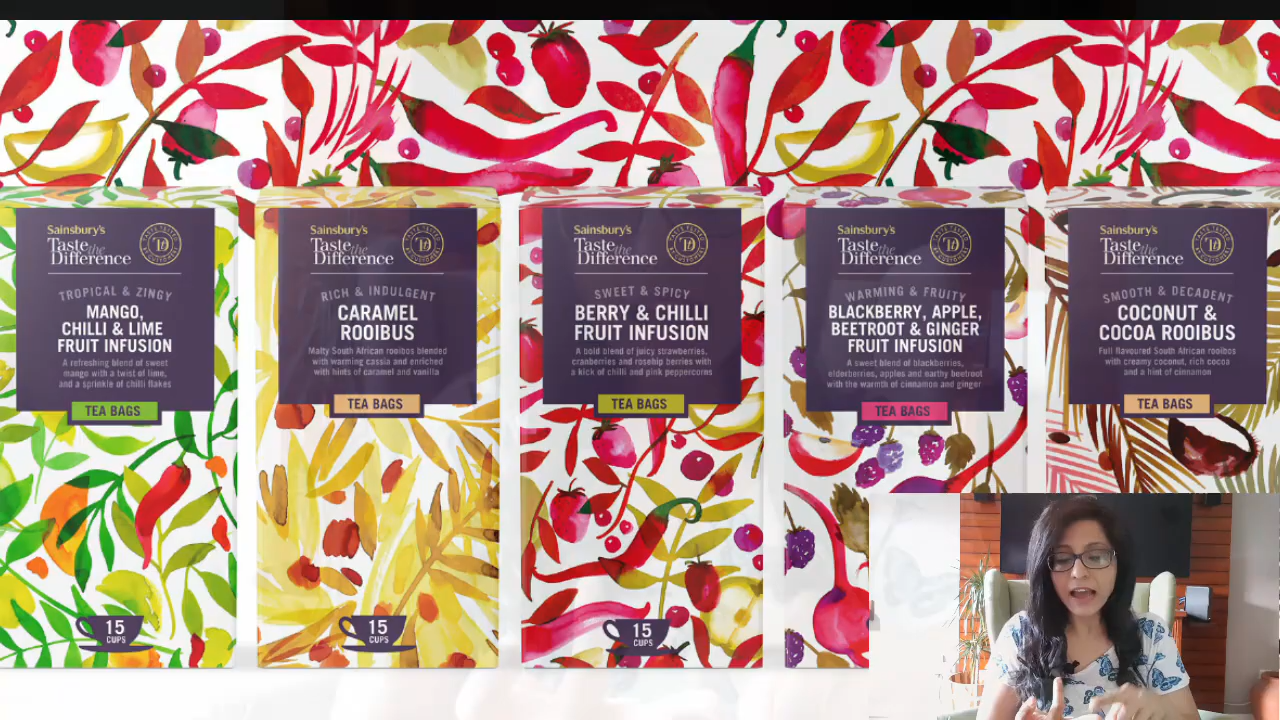 Sainsbury's
Taste the
Difference
TASTE TESTED
BY CUSTOMERS
TROPICAL & ZINGY
MANGO,
CHILLI & LIME
FRUIT INFUSION
A refreshing blend of sweet
mango with a twist of lime,
and a sprinkle of chilli flakes
TEA BAGS
15
CUPS
Sainsbury's
Taste the
Difference
RICH & INDULGENT
CARAMEL
ROOIBUS
Malty South African rooibos blended
with warming cassia and enriched
with hints of caramel and vanilla
TEA BAGS
15
CUPS
Sainsbury's
Taste the
Difference
SWEET & SPICY
BERRY & CHILLI
FRUIT INFUSION
A bold blend of juicy strawberries,
cranberries and rosehip berries with
a kick of chilli and pink peppercorns
TEA BAGS
15
CUPS
Sainsbury's
Taste the
Difference
WARMING & FRUITY
BLACKBERRY, APPLE,
BEETROOT & GINGER
FRUIT INFUSION
A sweet blend of blackberries,
elderberries, apples and earthy beetroot
with the warmth of cinnamon and ginger
TEA BAGS
Sainsbury's
Taste the
Difference
SMOOTH & DECADENT
COCONUT &
COCOA ROOIBUS
Full flavoured South African rooibos
with creamy coconut, rich cocoa
and a hint of cinnamon
TEA BAGS